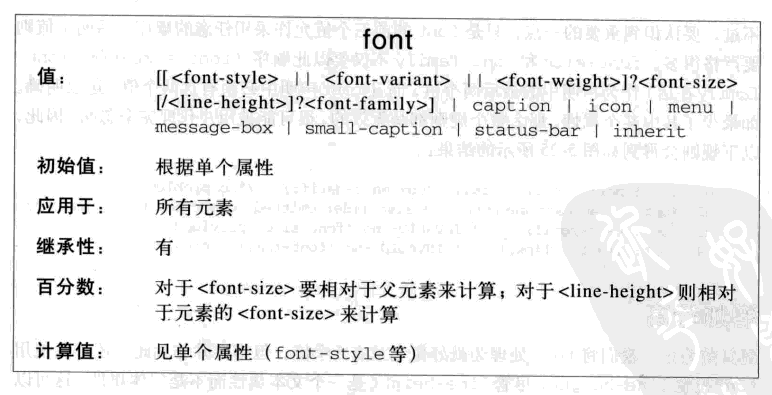 font
值： [[ <font-style> || <font-variant> || <font-weight>]?<font-size>
[/<line-height>]?<font-family>] | caption | icon | menu |
message-box | small-caption | status-bar | inherit
初始值： 根据单个属性
应用于： 所有元素
继承性： 有
百分数： 对于<font-size>要相对于父元素来计算；对于<line-height>则相对
于元素的<font-size>来计算
计算值： 见单个属性（font-style等）